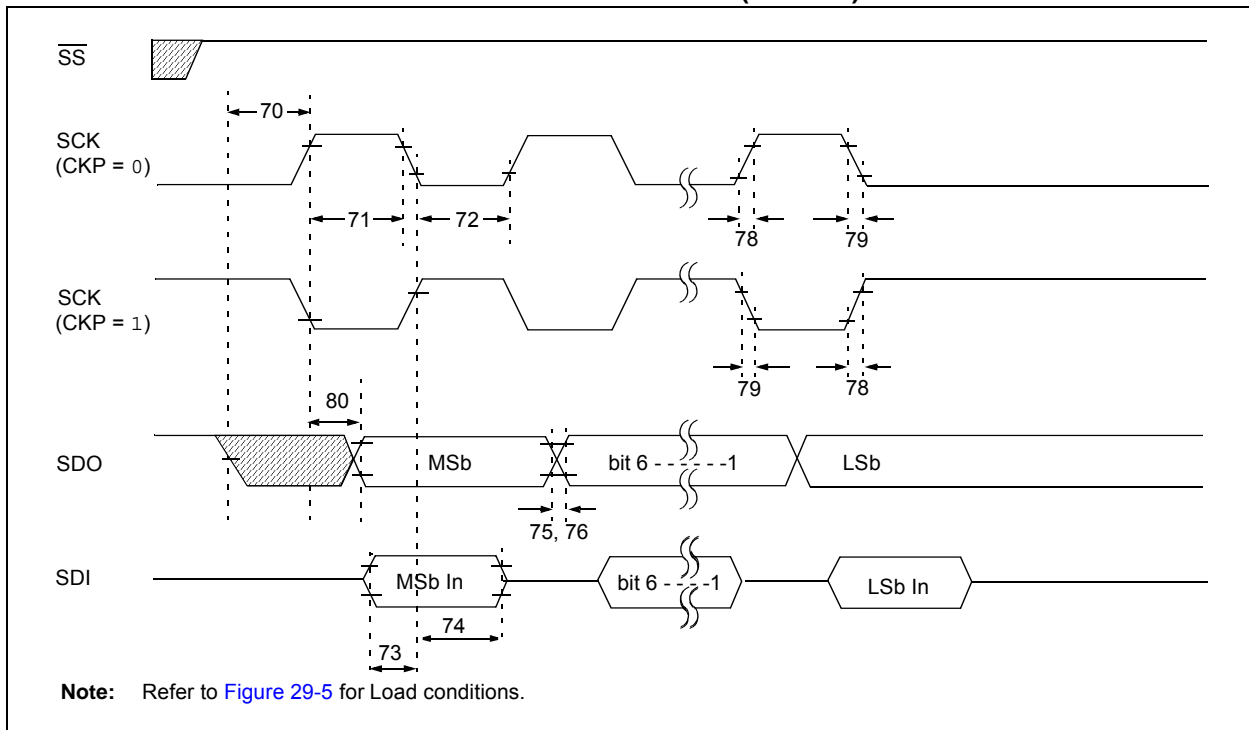 SS
70
SCK
(CKP = 0)
71
72
78
79
SCK
(CKP = 1)
79
78
80
SDO
MSb
bit 6 - - - - - -1
LSb
75, 76
SDI
MSb In
bit 6 - - - -1
LSb In
74
73
Note: Refer to Figure 29-5 for Load conditions.